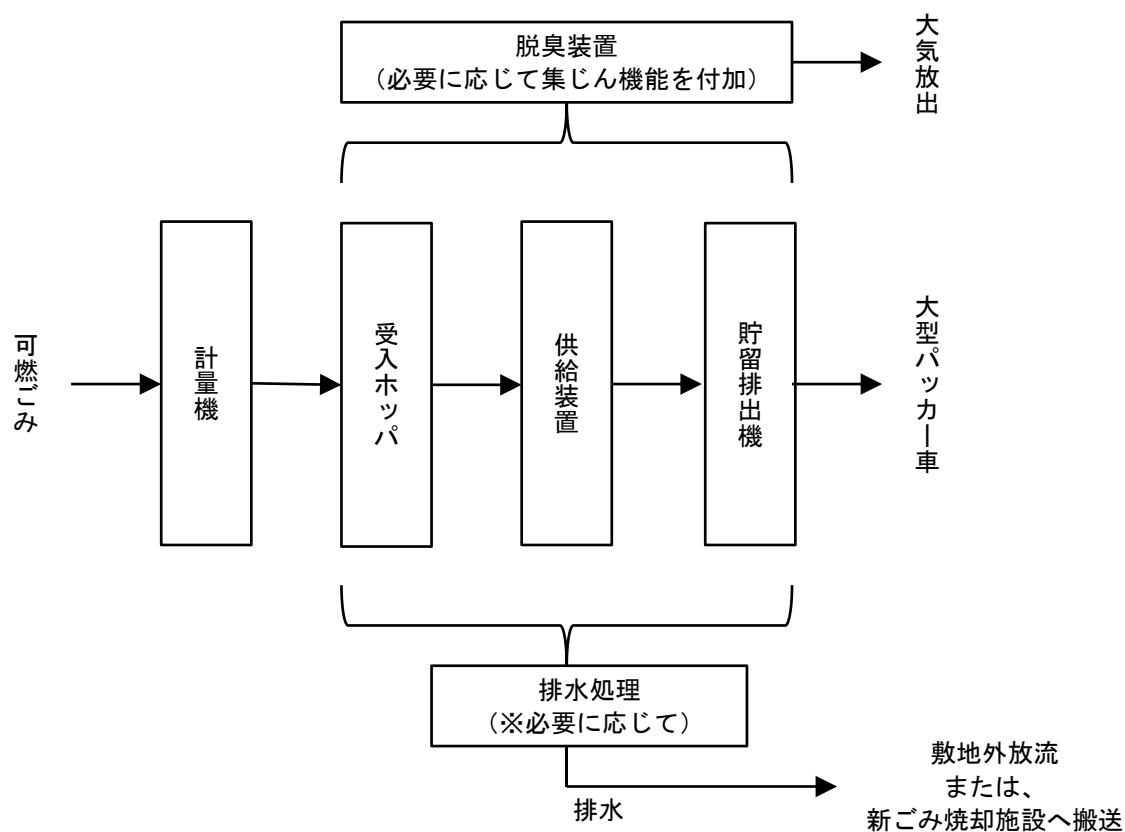 脱臭装置
（必要に応じて集じん機能を付加）
大気放出
可燃ごみ
計量機
受入ホッパ
供給装置
貯留排出機
大型パッカー車
排水処理
（※必要に応じて）
排水
敷地外放流
または、
新ごみ焼却施設へ搬送